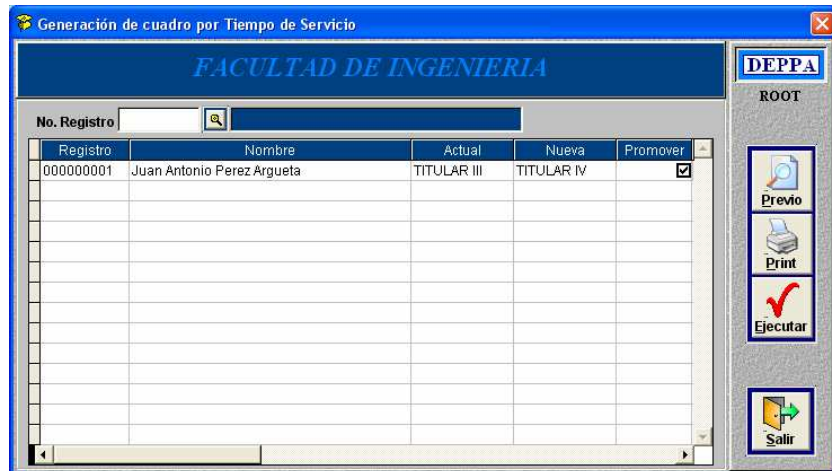 Generación de cuadro por Tiempo de Servicio
FACULTAD DE INGENIERIA
DEPPA
ROOT
No. Registro
Registro Nombre Actual Nueva Promover
000000001 Juan Antonio Perez Argueta TITULAR III TITULAR IV
Previo
Print
Ejecutar
Salir